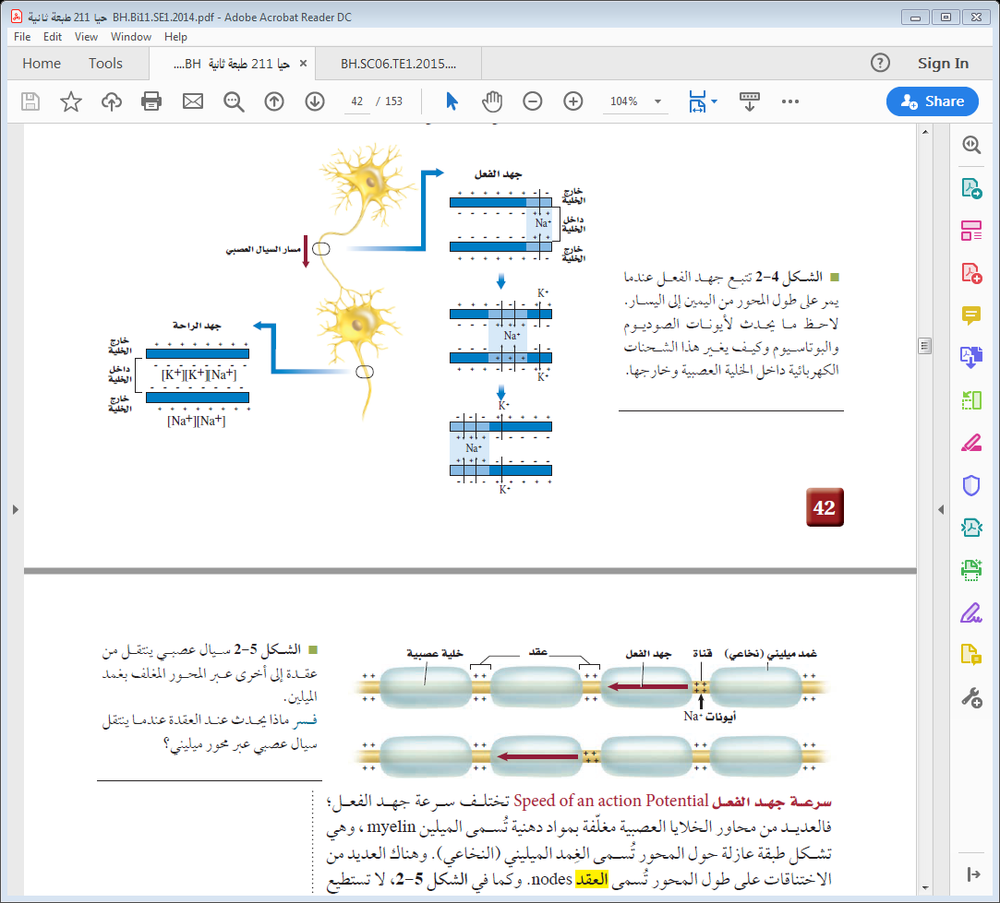 حيا 211 طبعة ثانية BH.Bi11.SE1.2014.pdf - Adobe Acrobat Reader DC
File Edit View Window Help
Home Tools
حيا 211 طبعة ثانية BH....
BH.SC06.TE1.2015....
Sign In
42 / 153
104%
Share
جهد الفعل
+ + + + + + - -
خارج الخلية
- - - - - - + +
Na+
داخل الخلية
- - - - - - + +
+ + + + + + - -
خارج الخلية
مسار السيال العصبي
الشكل 4–2 تتبع جهد الفعل عندما
يمر على طول المحور من اليمين إلى اليسار.
لاحظ ما يحدث لأيونات الصوديوم
والبوتاسيوم وكيف يغير هذا الشحنات
الكهربائية داخل الخلية العصبية وخارجها.
K+
Na+
K+
K+
Na+
K+
جهد الراحة
خارج الخلية
+ + + + + + + +
داخل الخلية
[K+][K+][Na+]
خارج الخلية
+ + + + + + + +
[Na+][Na+]
42
الشكل 5–2 سيال عصبي ينتقل من
عقدة إلى أخرى عبر المحور المغلف بغمد
الميلين.
فسر ماذا يحدث عند العقدة عندما ينتقل
سيال عصبي عبر محور ميليني؟
غمد ميليني (نخاعي)
قناة
جهد الفعل
عقد
خلية عصبية
+ + + + + + + + + +
+ + + + + + + + + +
أيونات Na+
+ + + + + + + + + +
+ + + + + + + + + +
سرعة جهد الفعل Speed of an action Potential تختلف سرعة جهد الفعل؛
فالعديد من محاور الخلايا العصبية مغلّفة بمواد دهنية تُسمى الميلين myelin ، وهي
تشكل طبقة عازلة حول المحور تُسمى الغِمد الميليني (النخاعي). وهناك العديد من
الاختناقات على طول المحور تُسمى العقد nodes. وكما في الشكل 5–2، لا تستطيع